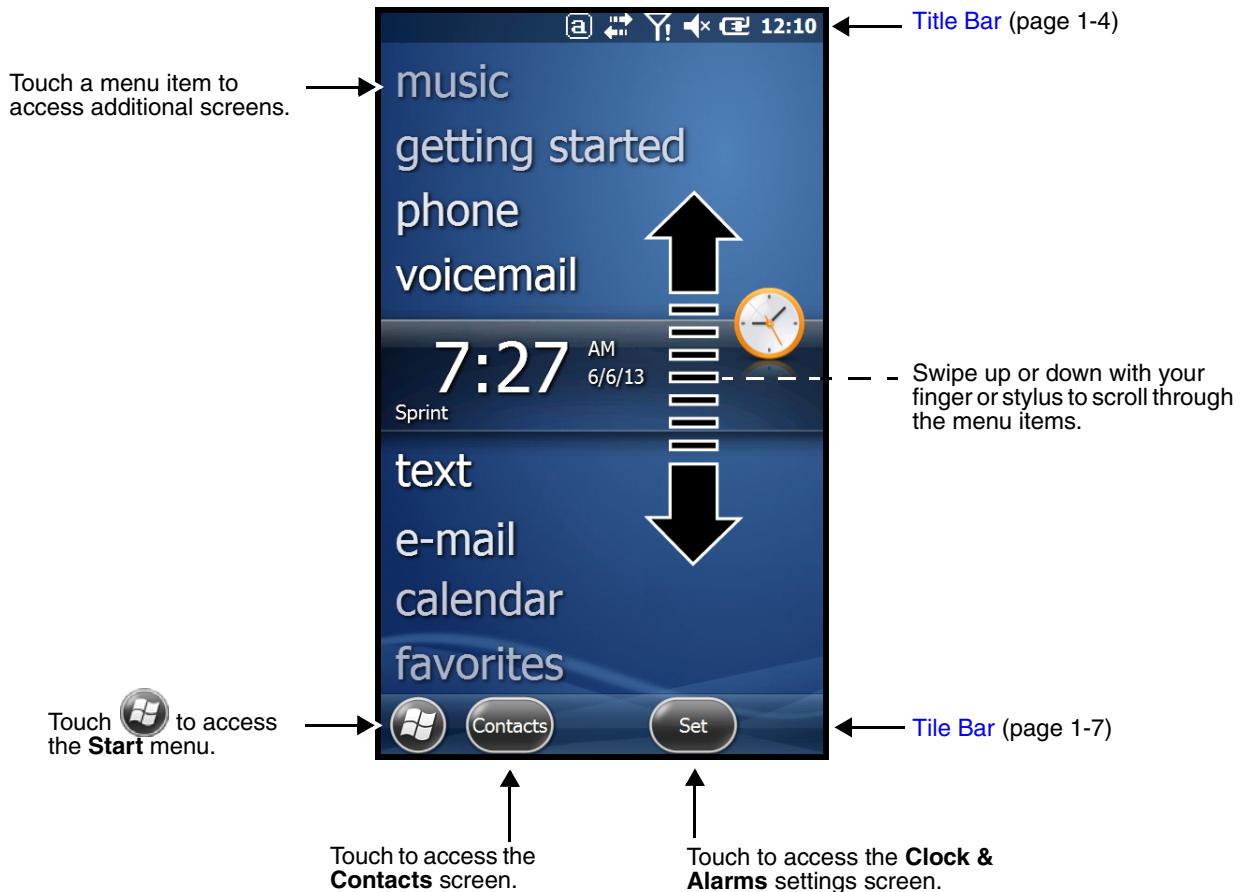 a 12:10
Title Bar (page 1-4)
Touch a menu item to
access additional screens.
music
getting started
phone
voicemail
7:27 AM
6/6/13
Sprint
Swipe up or down with your
finger or stylus to scroll through
the menu items.
text
e-mail
calendar
favorites
Touch to access
the Start menu.
Contacts
Set
Tile Bar (page 1-7)
Touch to access the
Contacts screen.
Touch to access the Clock &
Alarms settings screen.